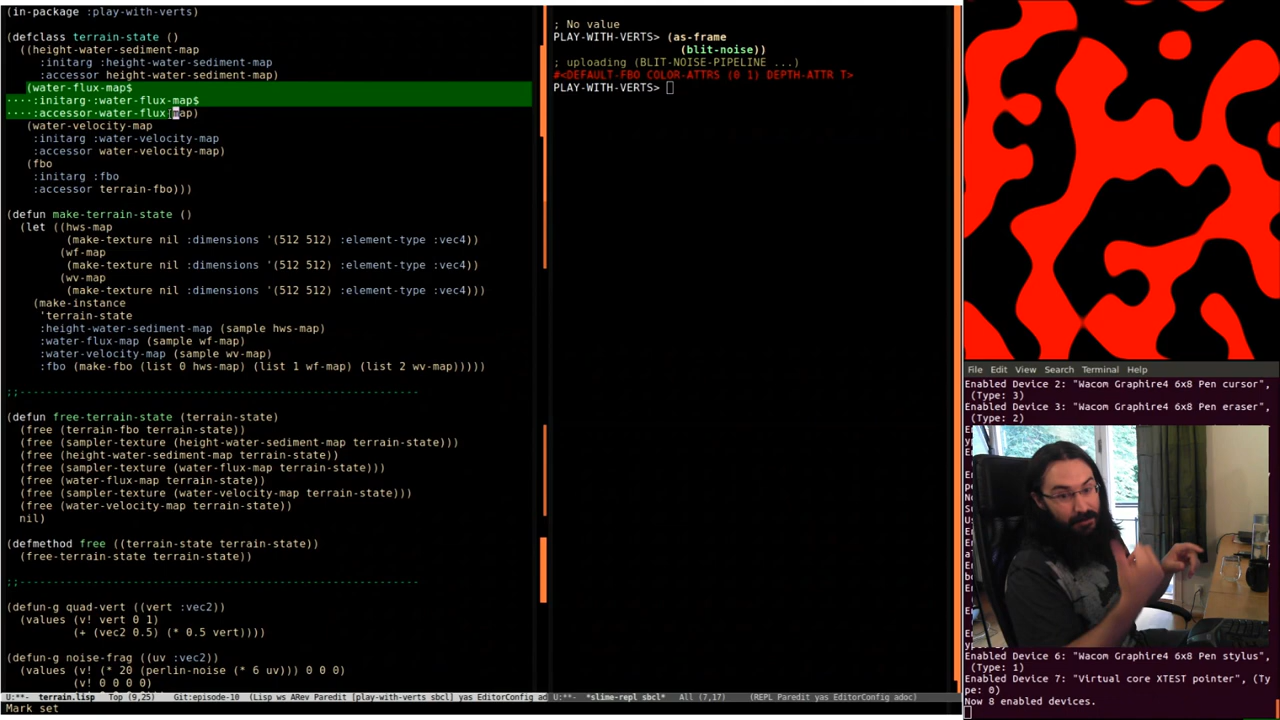 (in-package :play-with-verts)
(defclass terrain-state ()
((height-water-sediment-map
:initarg :height-water-sediment-map
:accessor height-water-sediment-map)
(water-flux-map$
····:initarg·:water-flux-map$
····:accessor·water-flux-map)
(water-velocity-map
:initarg :water-velocity-map
:accessor water-velocity-map)
(fbo
:initarg :fbo
:accessor terrain-fbo)))
(defun make-terrain-state ()
(let ((hws-map
(make-texture nil :dimensions '(512 512) :element-type :vec4))
(wf-map
(make-texture nil :dimensions '(512 512) :element-type :vec4))
(wv-map
(make-texture nil :dimensions '(512 512) :element-type :vec4)))
(make-instance
'terrain-state
:height-water-sediment-map (sample hws-map)
:water-flux-map (sample wf-map)
:water-velocity-map (sample wv-map)
:fbo (make-fbo (list 0 hws-map) (list 1 wf-map) (list 2 wv-map)))))
;;----------------------------------------------------------------
(defun free-terrain-state (terrain-state)
(free (terrain-fbo terrain-state))
(free (sampler-texture (height-water-sediment-map terrain-state)))
(free (height-water-sediment-map terrain-state))
(free (sampler-texture (water-flux-map terrain-state)))
(free (water-flux-map terrain-state))
(free (sampler-texture (water-velocity-map terrain-state)))
(free (water-velocity-map terrain-state))
nil)
(defmethod free ((terrain-state terrain-state))
(free-terrain-state terrain-state))
;;----------------------------------------------------------------
(defun-g quad-vert ((vert :vec2))
(values (v! vert 0 1)
(+ (vec2 0.5) (* 0.5 vert))))
(defun-g noise-frag ((uv :vec2))
(values (v! (* 20 (perlin-noise (* 6 uv))) 0 0 0)
(v! 0 0 0 0)
U:**- terrain.lisp Top (9,25) Git:episode-10 (Lisp ws ARev Paredit [play-with-verts sbcl] yas EditorConfig ad
Mark set
; No value
PLAY-WITH-VERTS> (as-frame
(blit-noise))
; uploading (BLIT-NOISE-PIPELINE ...)
#<DEFAULT-FBO COLOR-ATTRS (0 1) DEPTH-ATTR T>
PLAY-WITH-VERTS>
U:**- *slime-repl sbcl* All (7,17) (REPL Paredit yas EditorConfig adoc)
File Edit View Search Terminal Help
Enabled Device 2: "Wacom Graphire4 6x8 Pen cursor",
(Type: 3)
Enabled Device 3: "Wacom Graphire4 6x8 Pen eraser",
(Type: 2)
Enabled Device 6: "Wacom Graphire4 6x8 Pen stylus",
(Type: 1)
Enabled Device 7: "Virtual core XTEST pointer", (Ty
pe: 0)
Now 8 enabled devices.